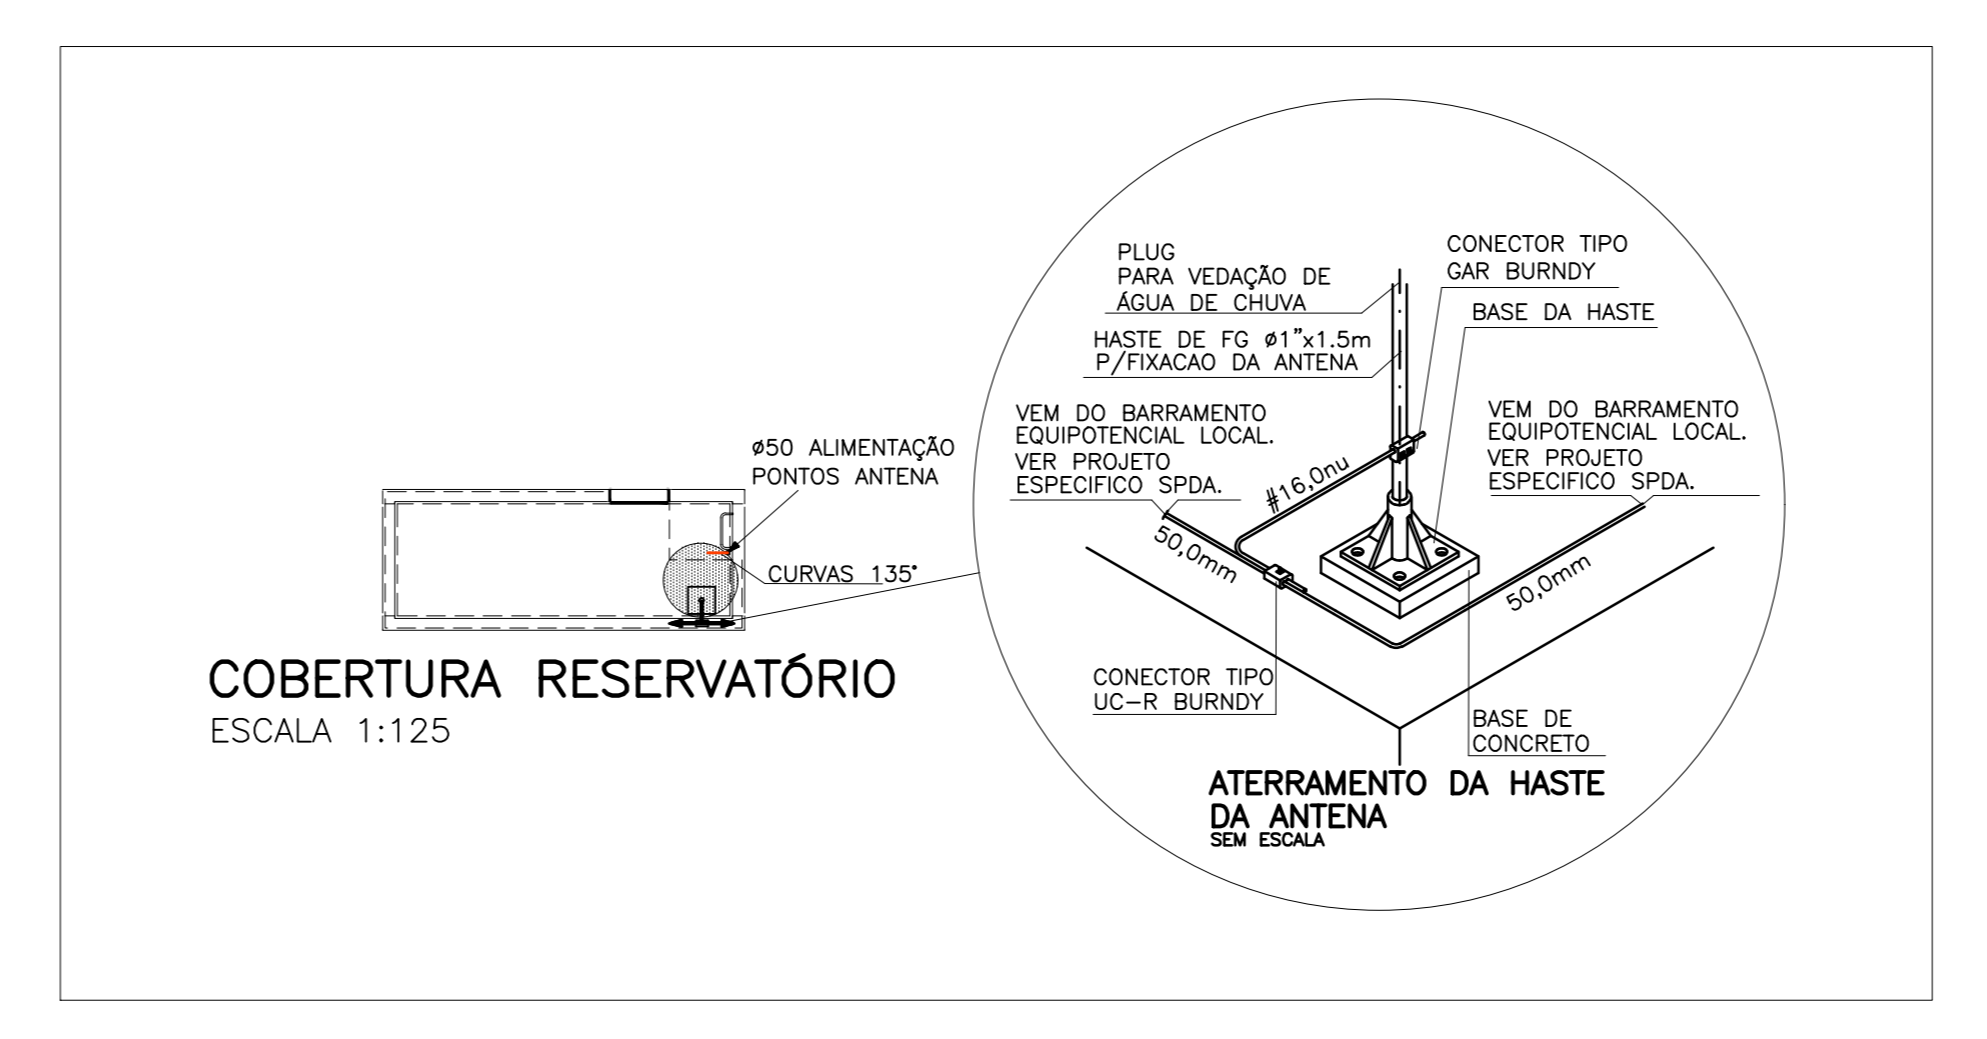 ø50 ALIMENTAÇÃO
PONTOS ANTENA
CURVAS 135°
COBERTURA RESERVATÓRIO
ESCALA 1:125
PLUG
PARA VEDAÇÃO DE
ÁGUA DE CHUVA
HASTE DE FG ø1"x1.5m
P/FIXACAO DA ANTENA
VEM DO BARRAMENTO
EQUIPOTENCIAL LOCAL.
VER PROJETO
ESPECIFICO SPDA.
CONECTOR TIPO
GAR BURNDY
BASE DA HASTE
VEM DO BARRAMENTO
EQUIPOTENCIAL LOCAL.
VER PROJETO
ESPECIFICO SPDA.
#16,0nu
50,0mm
50,0mm
CONECTOR TIPO
UC-R BURNDY
BASE DE
CONCRETO
ATERRAMENTO DA HASTE
DA ANTENA
SEM ESCALA